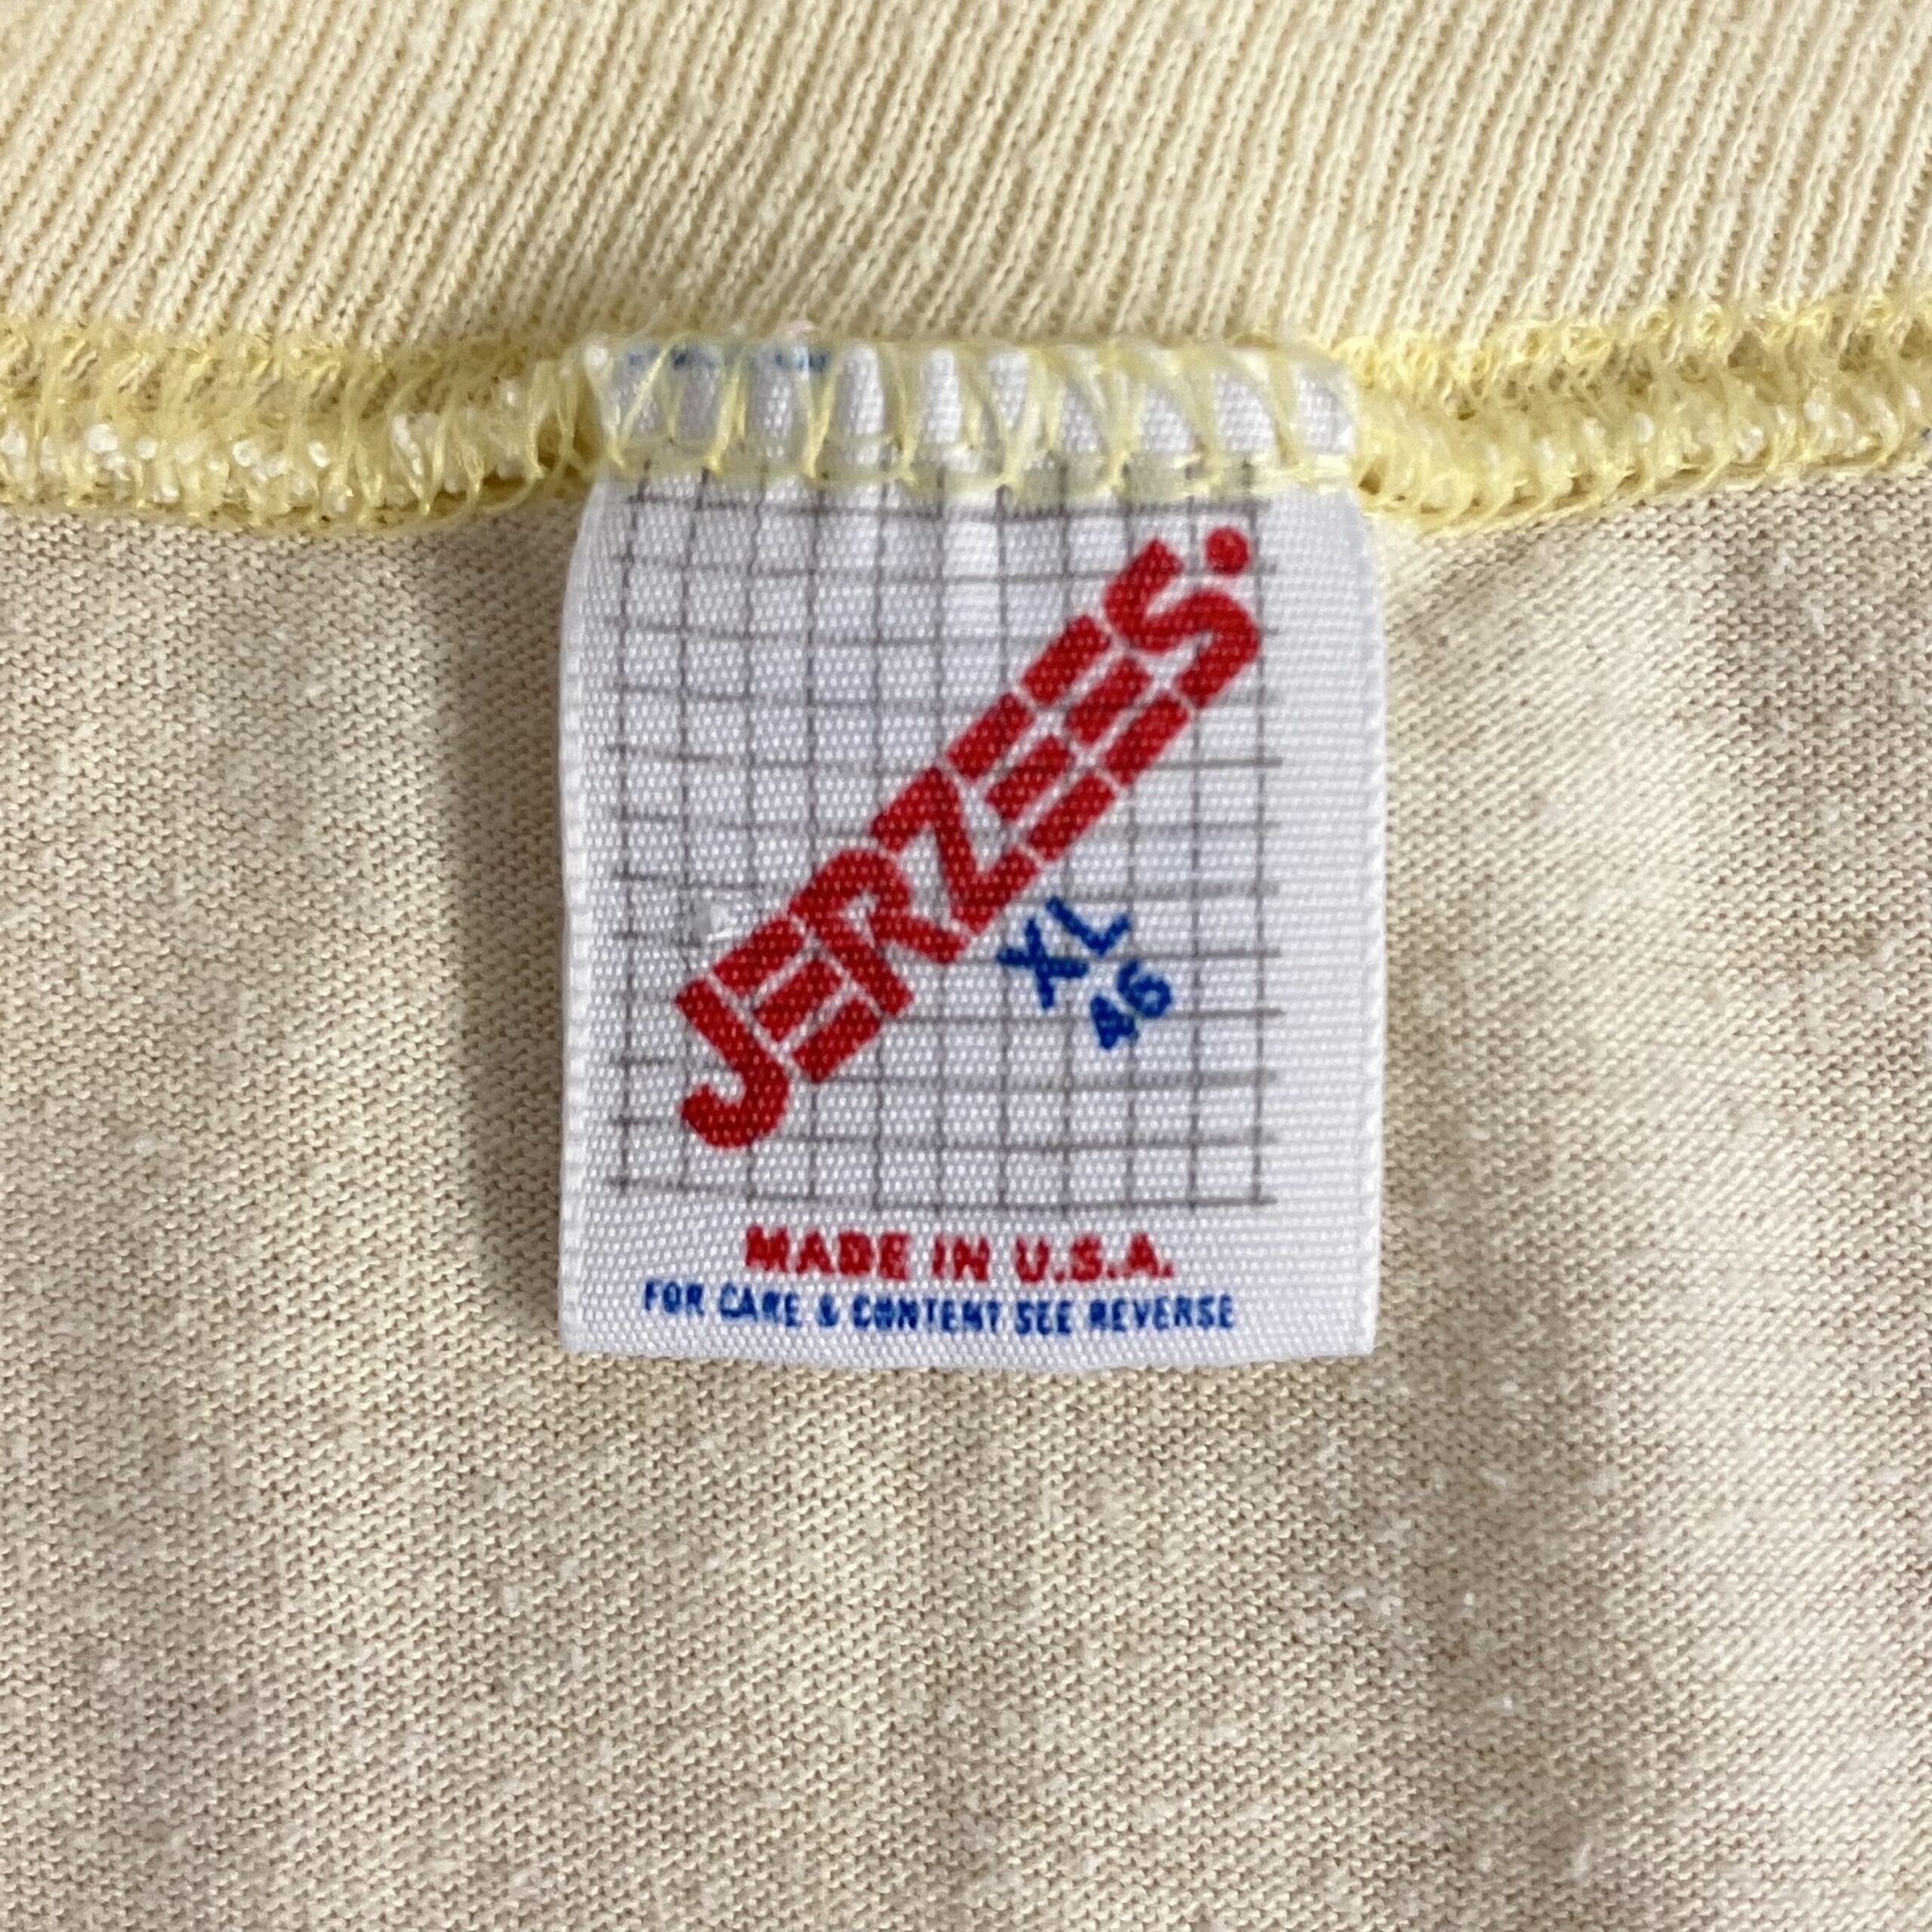 JERZEES.
XL
46
MADE IN U.S.A.
FOR CARE & CONTENT SEE REVERSE